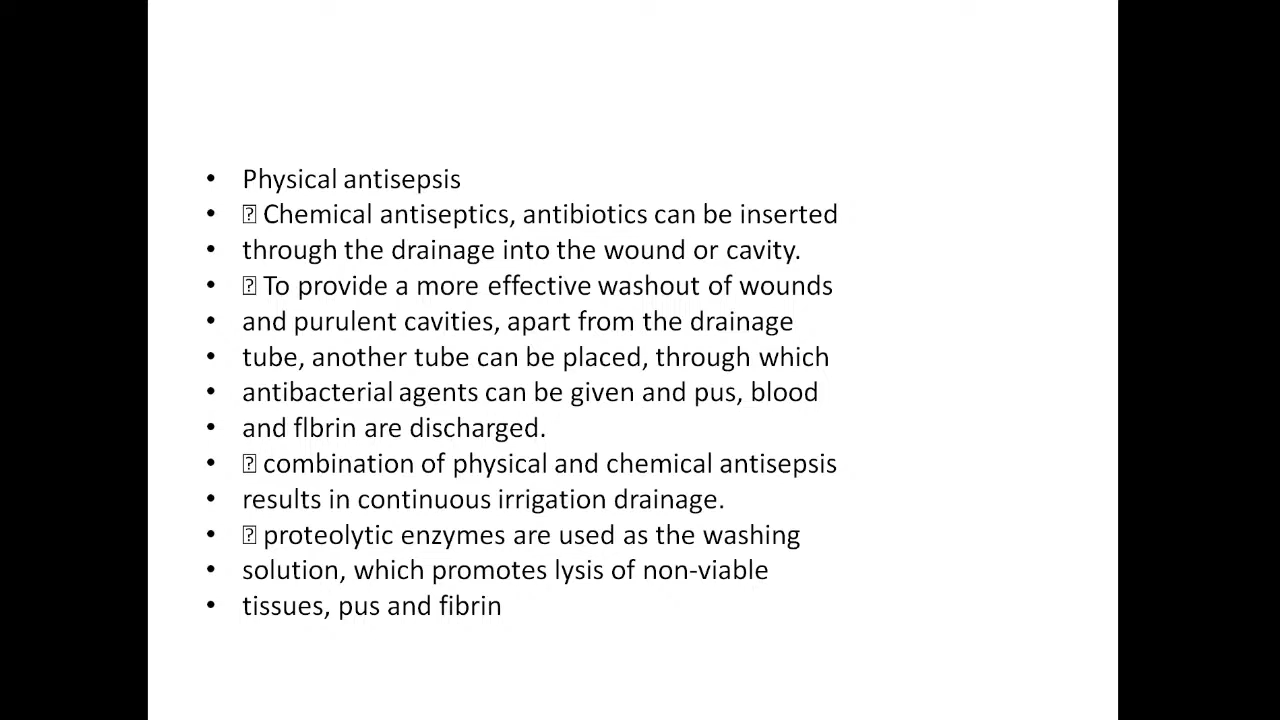 • Physical antisepsis
• ⍰ Chemical antiseptics, antibiotics can be inserted
• through the drainage into the wound or cavity.
• ⍰ To provide a more effective washout of wounds
• and purulent cavities, apart from the drainage
• tube, another tube can be placed, through which
• antibacterial agents can be given and pus, blood
• and flbrin are discharged.
• ⍰ combination of physical and chemical antisepsis
• results in continuous irrigation drainage.
• ⍰ proteolytic enzymes are used as the washing
• solution, which promotes lysis of non-viable
• tissues, pus and fibrin